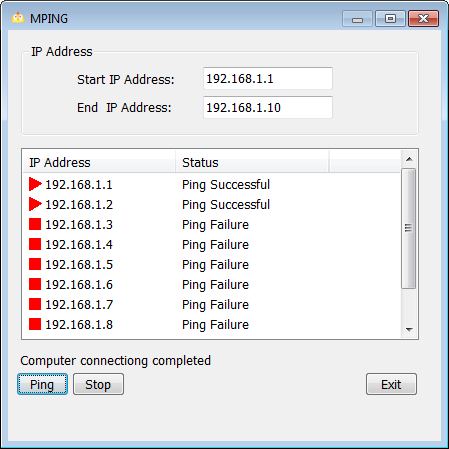 MPING
IP Address
Start IP Address: 192.168.1.1
End IP Address: 192.168.1.10
IP Address Status
192.168.1.1 Ping Successful
192.168.1.2 Ping Successful
192.168.1.3 Ping Failure
192.168.1.4 Ping Failure
192.168.1.5 Ping Failure
192.168.1.6 Ping Failure
192.168.1.7 Ping Failure
192.168.1.8 Ping Failure
Computer connectiong completed
Ping Stop Exit